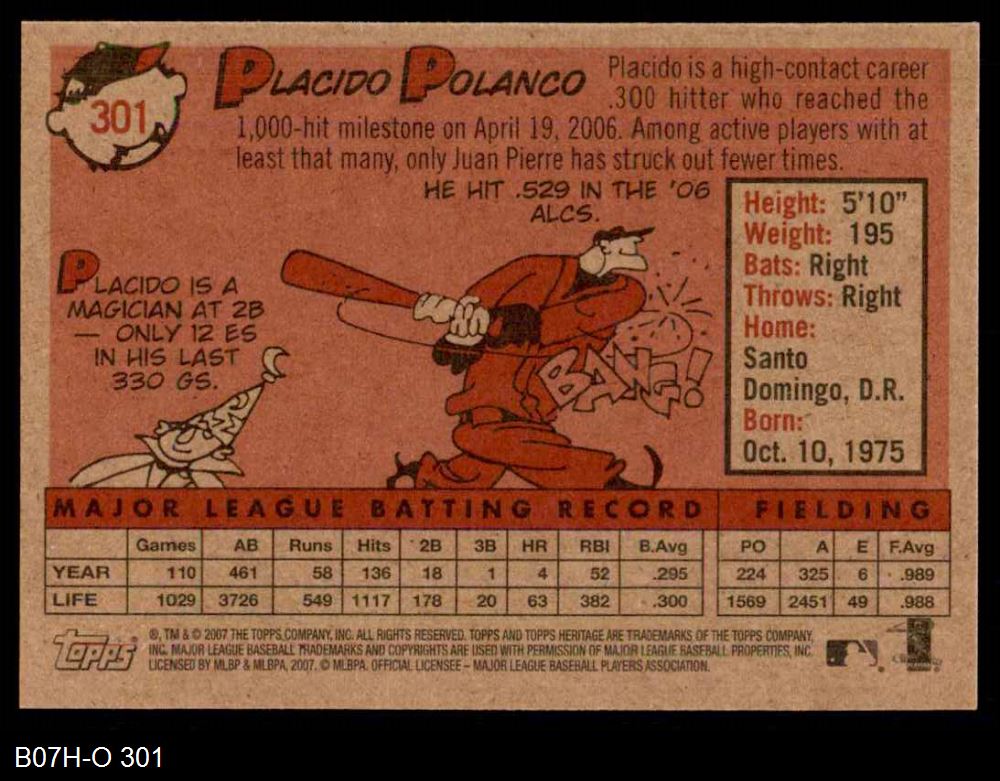 301
PLACIDO POLANCO
Placido is a high-contact career
.300 hitter who reached the
1,000-hit milestone on April 19, 2006. Among active players with at
least that many, only Juan Pierre has struck out fewer times.
HE HIT .529 IN THE '06
ALCS.
PLACIDO IS A
MAGICIAN AT 2B
— ONLY 12 ES
IN HIS LAST
330 GS.
BANG!
Height: 5'10"
Weight: 195
Bats: Right
Throws: Right
Home:
Santo
Domingo, D.R.
Born:
Oct. 10, 1975
MAJOR LEAGUE BATTING RECORD FIELDING
Games AB Runs Hits 2B 3B HR RBI B.Avg PO A E F.Avg
YEAR 110 461 58 136 18 1 4 52 .295 224 325 6 .989
LIFE 1029 3726 549 1117 178 20 63 382 .300 1569 2451 49 .988
Topps
®, TM & © 2007 THE TOPPS COMPANY, INC. ALL RIGHTS RESERVED. TOPPS AND TOPPS HERITAGE ARE TRADEMARKS OF THE TOPPS COMPANY,
INC. MAJOR LEAGUE BASEBALL TRADEMARKS AND COPYRIGHTS ARE USED WITH PERMISSION OF MAJOR LEAGUE BASEBALL PROPERTIES, INC.
LICENSED BY MLBP & MLBPA, 2007. © MLBPA. OFFICIAL LICENSEE – MAJOR LEAGUE BASEBALL PLAYERS ASSOCIATION.
B07H-O 301